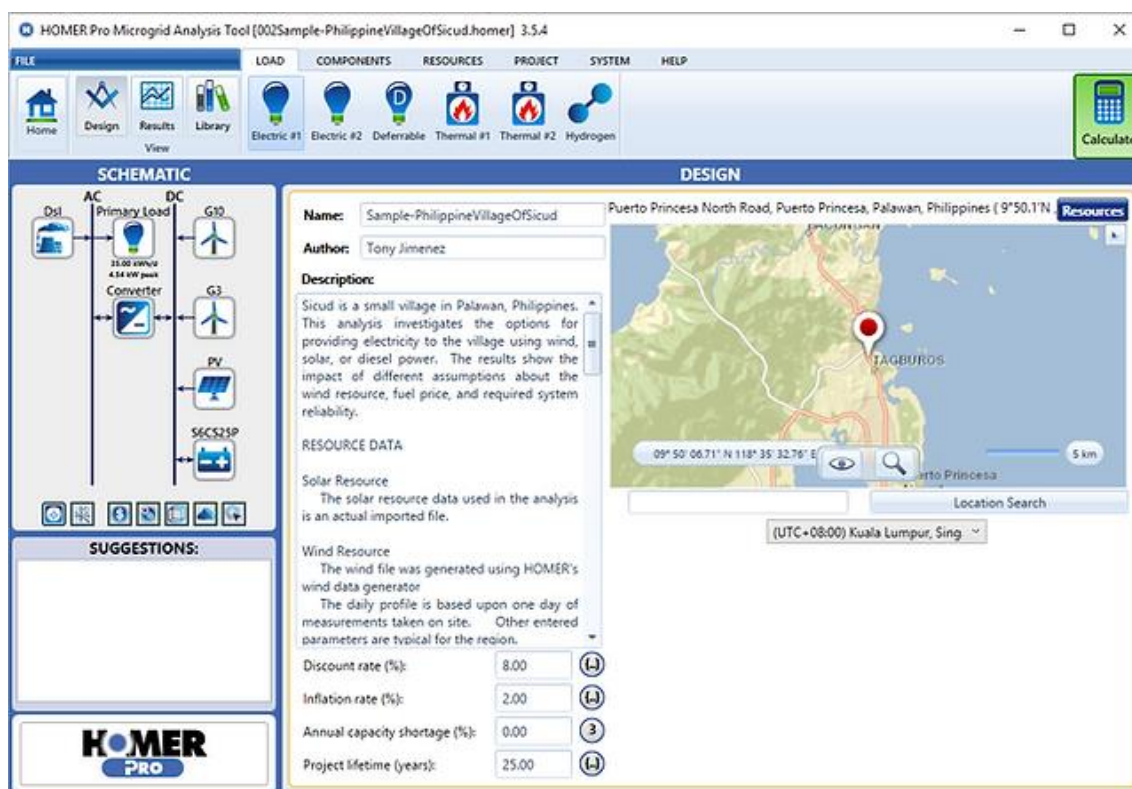 HOMER Pro Microgrid Analysis Tool [002Sample-PhilippineVillageOfSicud.homer] 3.5.4
FILE
LOAD COMPONENTS RESOURCES PROJECT SYSTEM HELP
Home
Design
Results
Library
View
Electric #1
Electric #2
Deferrable
Thermal #1
Thermal #2
Hydrogen
D
Calculate
SCHEMATIC
AC DC
Dsl
Primary Load
G10
35.00 kWh/d
4.54 kW peak
Converter
G3
PV
S6CS25P
SUGGESTIONS:
HOMER
PRO
DESIGN
Name: Sample-PhilippineVillageOfSicud
Author: Tony Jimenez
Description:
Sicud is a small village in Palawan, Philippines.
This analysis investigates the options for
providing electricity to the village using wind,
solar, or diesel power. The results show the
impact of different assumptions about the
wind resource, fuel price, and required system
reliability.
RESOURCE DATA
Solar Resource
The solar resource data used in the analysis
is an actual imported file.
Wind Resource
The wind file was generated using HOMER's
wind data generator
The daily profile is based upon one day of
measurements taken on site. Other entered
parameters are typical for the region.
Discount rate (%): 8.00 {..}
Inflation rate (%): 2.00 {..}
Annual capacity shortage (%): 0.00 3
Project lifetime (years): 25.00 {..}
Puerto Princesa North Road, Puerto Princesa, Palawan, Philippines ( 9°50.1'N
Resources
TAGBUROS
09° 50' 06.71" N 118° 35' 32.76" E
5 km
erto Princesa
Location Search
(UTC+08:00) Kuala Lumpur, Sing